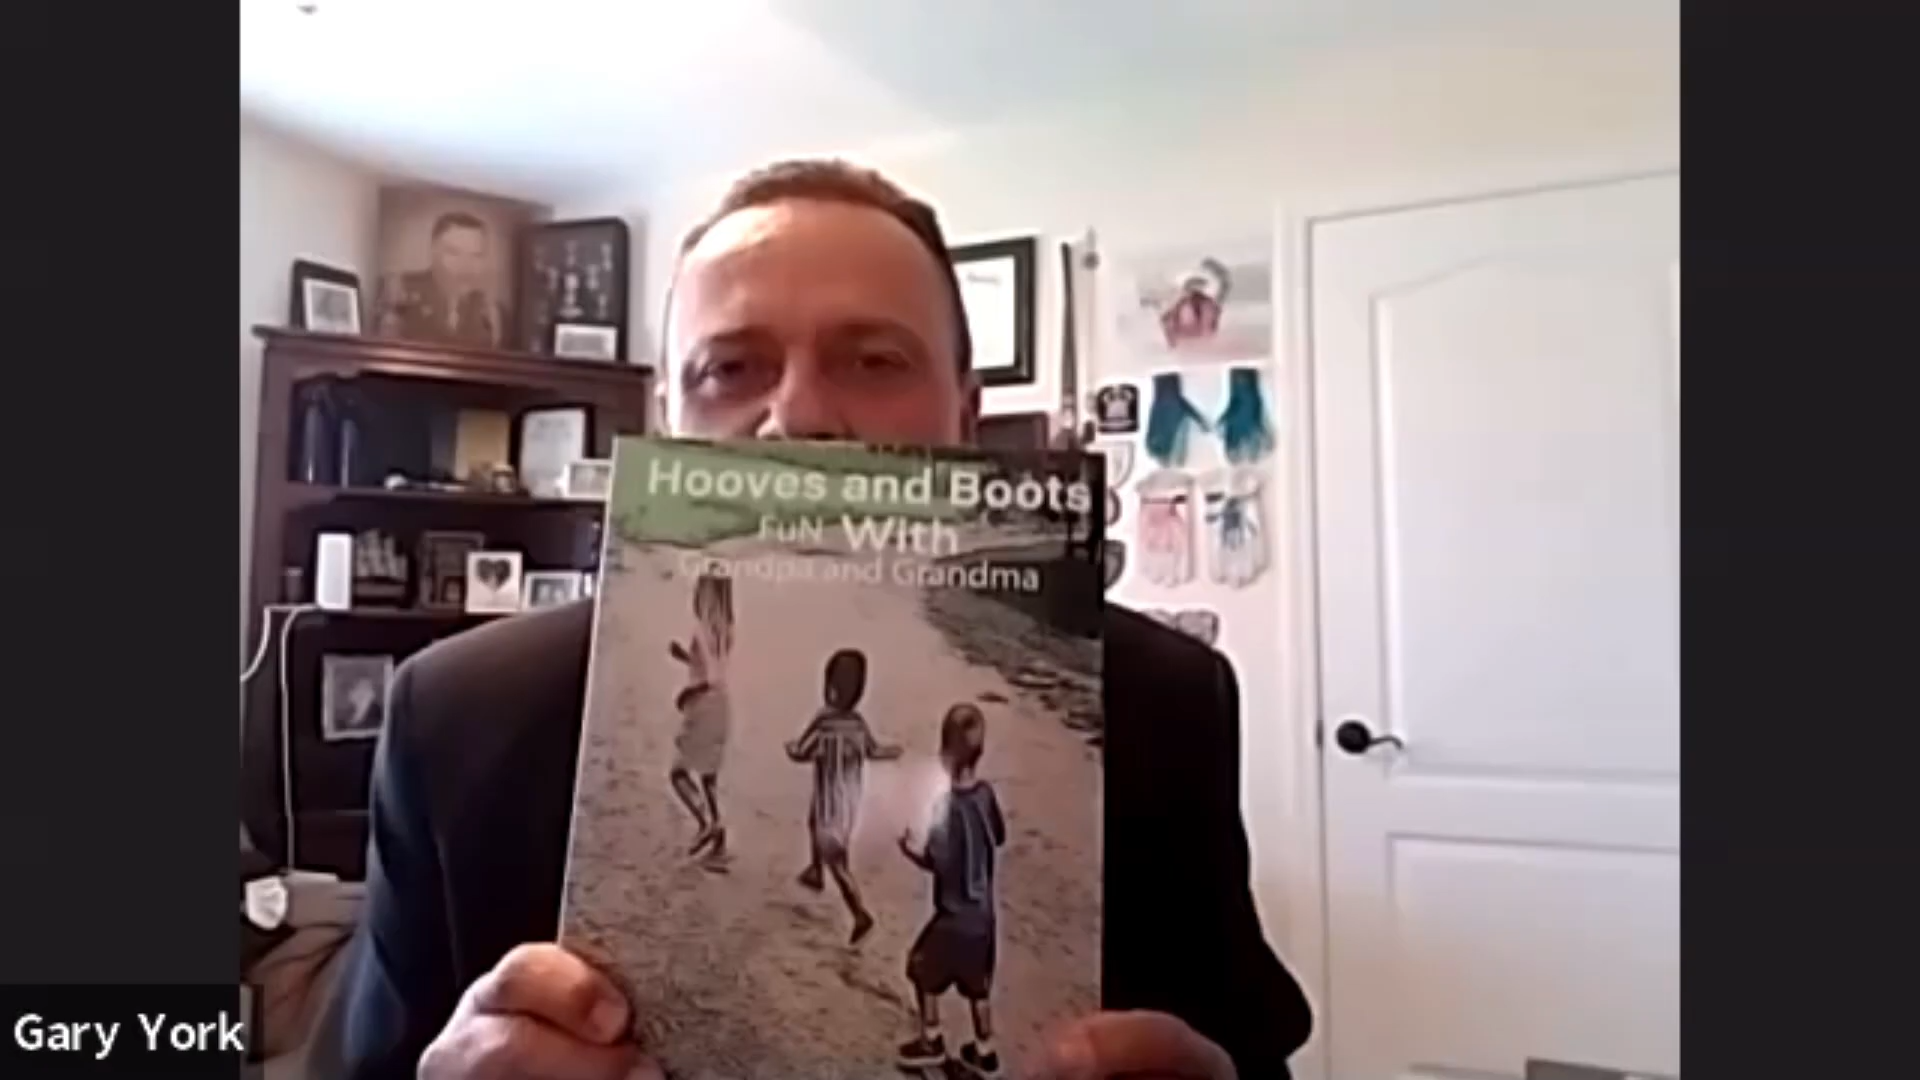 Hooves and Boots
FuN With
Grandpa and Grandma
Gary York